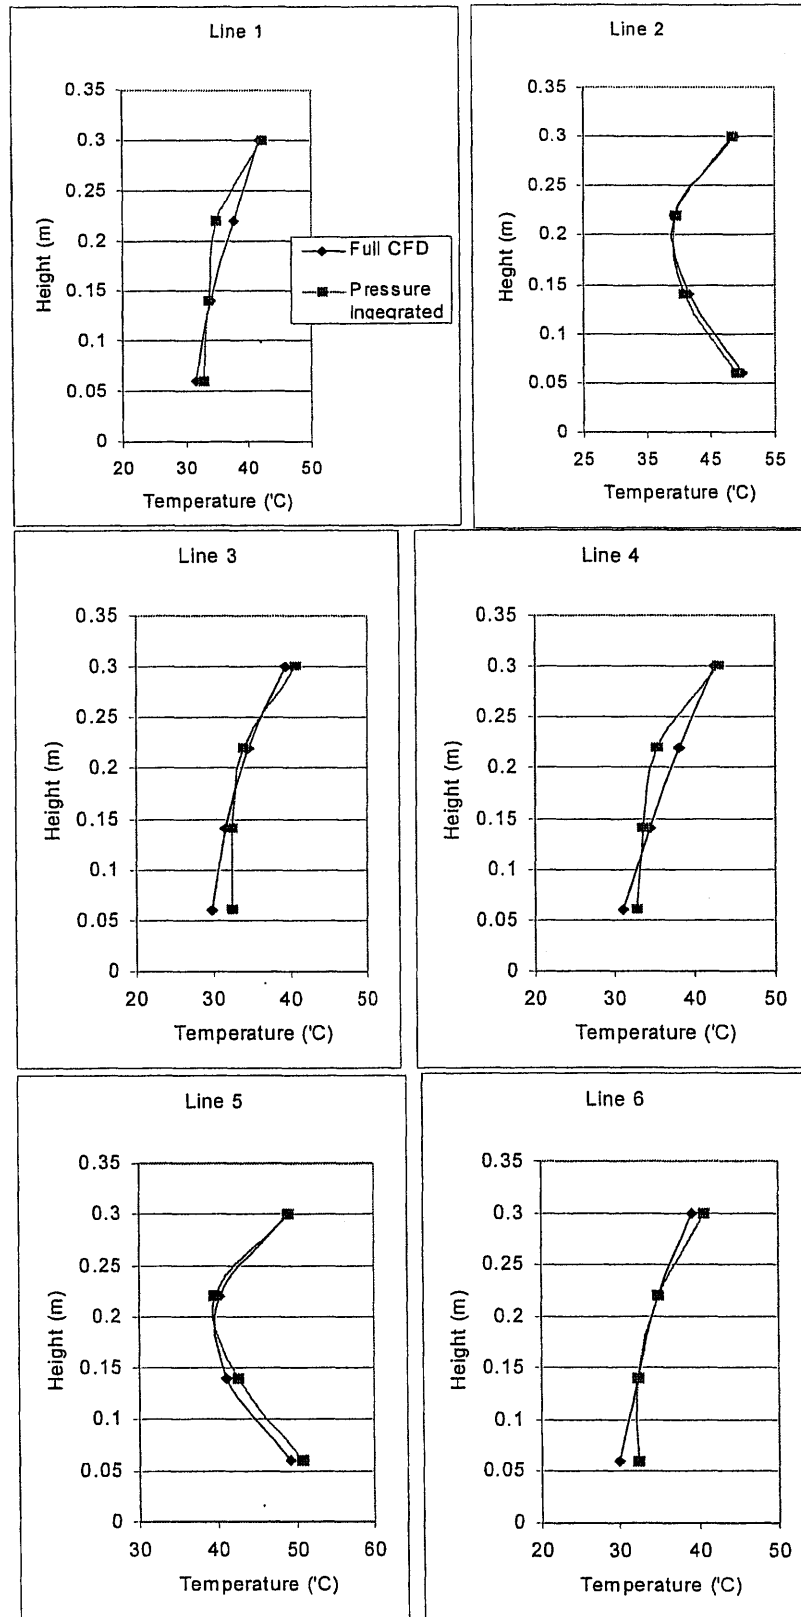 Line 1
0.35
0.3
0.25
0.2
0.15
0.1
0.05
0
Height (m)
20 30 40 50
Temperature ('C)
Full CFD
Pressure
ingegrated
Line 2
0.35
0.3
0.25
0.2
0.15
0.1
0.05
0
Heght (m)
25 35 45 55
Temperature ('C)
Line 3
0.35
0.3
0.25
0.2
0.15
0.1
0.05
0
Height (m)
20 30 40 50
Temperature ('C)
Line 4
0.35
0.3
0.25
0.2
0.15
0.1
0.05
0
Height (m)
20 30 40 50
Temperature ('C)
Line 5
0.35
0.3
0.25
0.2
0.15
0.1
0.05
0
Height (m)
30 40 50 60
Temperature ('C)
Line 6
0.35
0.3
0.25
0.2
0.15
0.1
0.05
0
Height (m)
20 30 40 50
Temperature ('C)